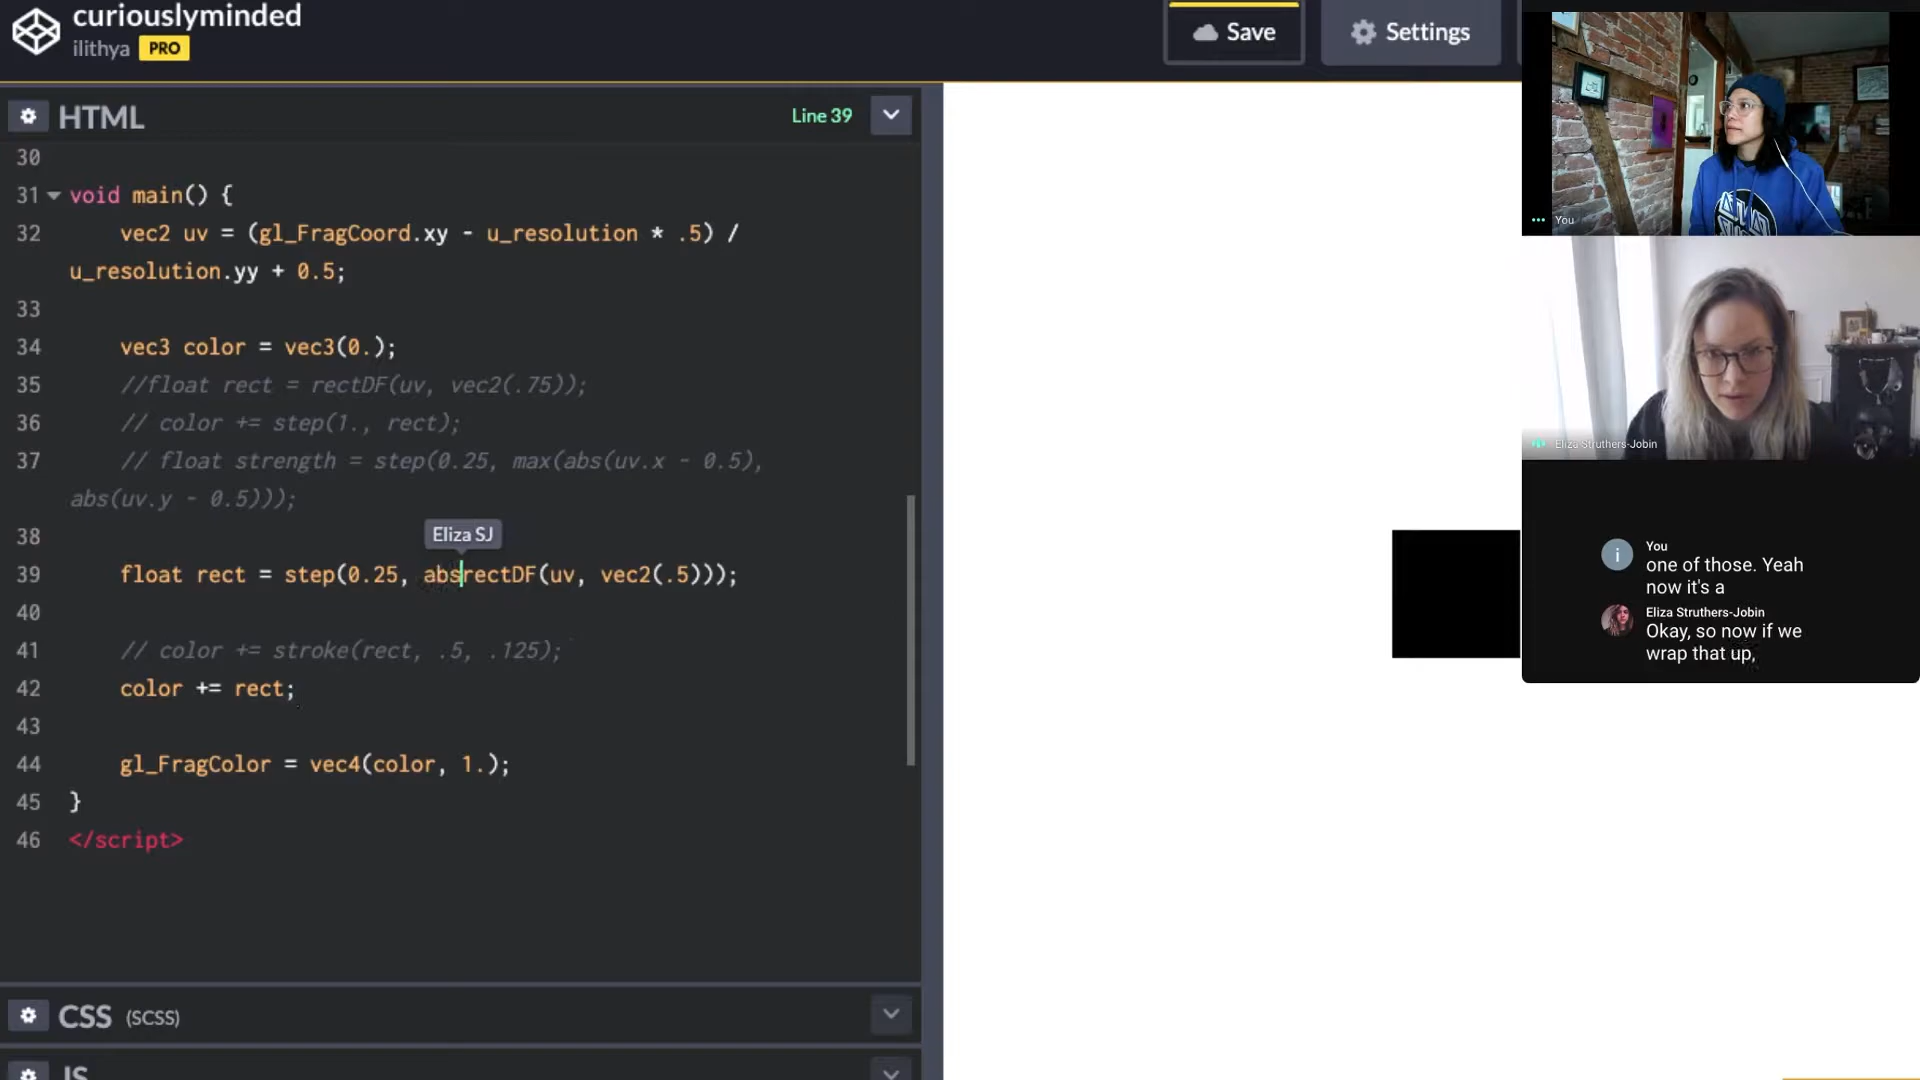 curiouslyminded
ilithya PRO
Save
Settings
HTML
Line 39
30
31 void main() {
32 vec2 uv = (gl_FragCoord.xy - u_resolution * .5) /
u_resolution.yy + 0.5;
33
34 vec3 color = vec3(0.);
35 //float rect = rectDF(uv, vec2(.75));
36 // color += step(1., rect);
37 // float strength = step(0.25, max(abs(uv.x - 0.5),
abs(uv.y - 0.5)));
38
Eliza SJ
39 float rect = step(0.25, absrectDF(uv, vec2(.5)));
40
41 // color += stroke(rect, .5, .125);
42 color += rect;
43
44 gl_FragColor = vec4(color, 1.);
45 }
46 </script>
CSS (SCSS)
JS
You
Eliza Struthers-Jobin
i
You
one of those. Yeah
now it's a
Eliza Struthers-Jobin
Okay, so now if we
wrap that up,